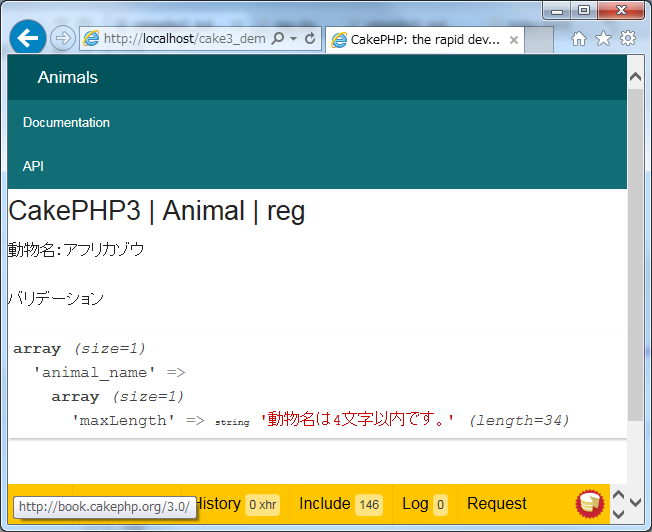 http://localhost/cake3_dem
CakePHP: the rapid dev...
Animals
Documentation
API
CakePHP3 | Animal | reg
動物名：アフリカゾウ
バリデーション
array (size=1)
'animal_name' =>
array (size=1)
'maxLength' => string '動物名は4文字以内です。' (length=34)
History 0 xhr Include 146 Log 0 Request
http://book.cakephp.org/3.0/